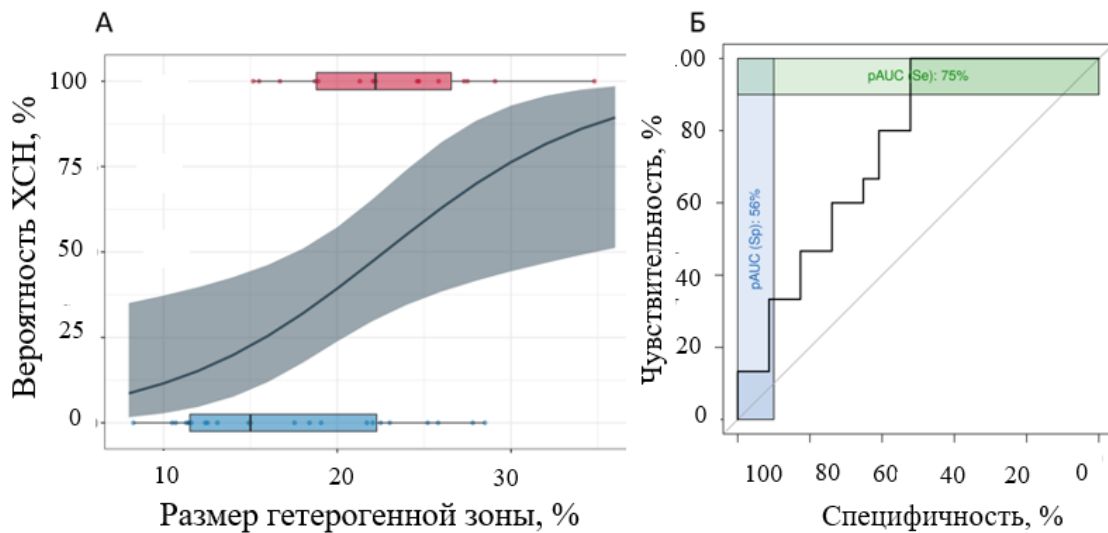 А
Вероятность ХСН, %
100
75
50
25
0
10
20
30
Размер гетерогенной зоны, %
Б
Чувствительность, %
00
80
60
40
20
0
pAUC (Se): 75%
pAUC (Sp): 56%
100
80
60
40
20
0
Специфичность, %